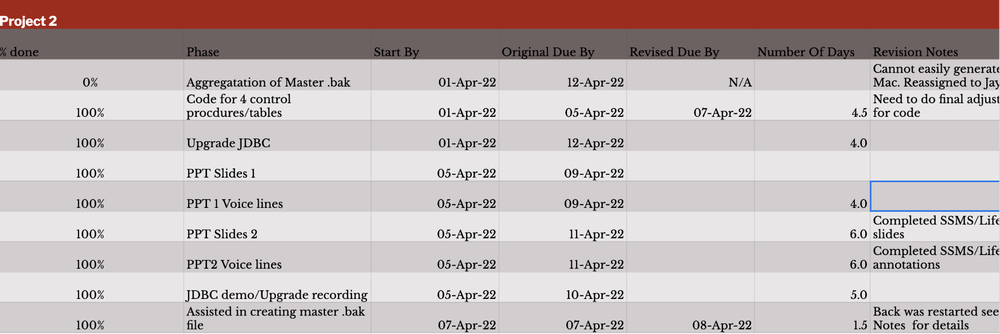 Project 2
% done Phase Start By Original Due By Revised Due By Number Of Days Revision Notes
Cannot easily generate
0% Aggregatation of Master .bak 01-Apr-22 12-Apr-22 N/A Mac. Reassigned to Jay
Code for 4 control Need to do final adjust
100% procdures/tables 01-Apr-22 05-Apr-22 07-Apr-22 4.5 for code
100% Upgrade JDBC 01-Apr-22 12-Apr-22 4.0
100% PPT Slides 1 05-Apr-22 09-Apr-22
100% PPT 1 Voice lines 05-Apr-22 09-Apr-22 4.0
Completed SSMS/Life
100% PPT Slides 2 05-Apr-22 11-Apr-22 6.0 slides
Completed SSMS/Life
100% PPT2 Voice lines 05-Apr-22 11-Apr-22 6.0 annotations
100% JDBC demo/Upgrade recording 05-Apr-22 10-Apr-22 5.0
Assisted in creating master .bak Back was restarted see
100% file 07-Apr-22 07-Apr-22 08-Apr-22 1.5 Notes for details